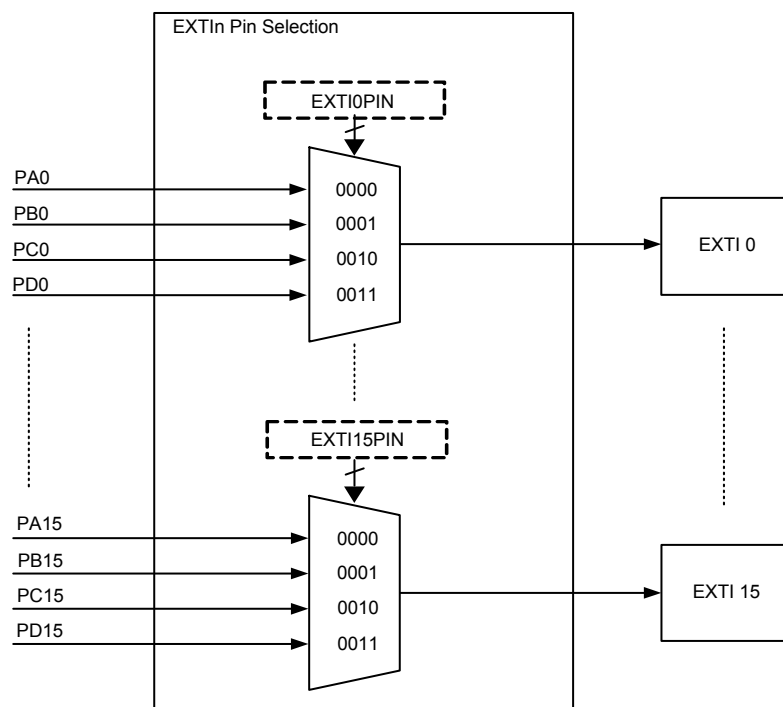 EXTIn Pin Selection
EXTI0PIN
PA0
PB0
PC0
PD0
0000
0001
0010
0011
EXTI 0
EXTI15PIN
PA15
PB15
PC15
PD15
0000
0001
0010
0011
EXTI 15